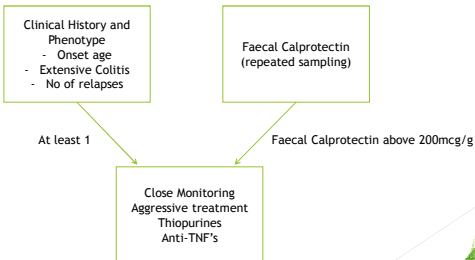 Clinical History and
Phenotype
- Onset age
- Extensive Colitis
- No of relapses
Faecal Calprotectin
(repeated sampling)
At least 1
Faecal Calprotectin above 200mcg/g
Close Monitoring
Aggressive treatment
Thiopurines
Anti-TNF's